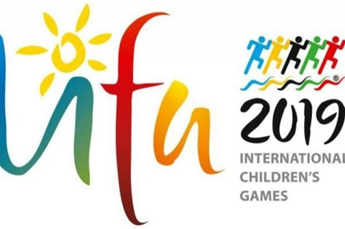 ufa
®
2019
INTERNATIONAL
CHILDREN'S
GAMES